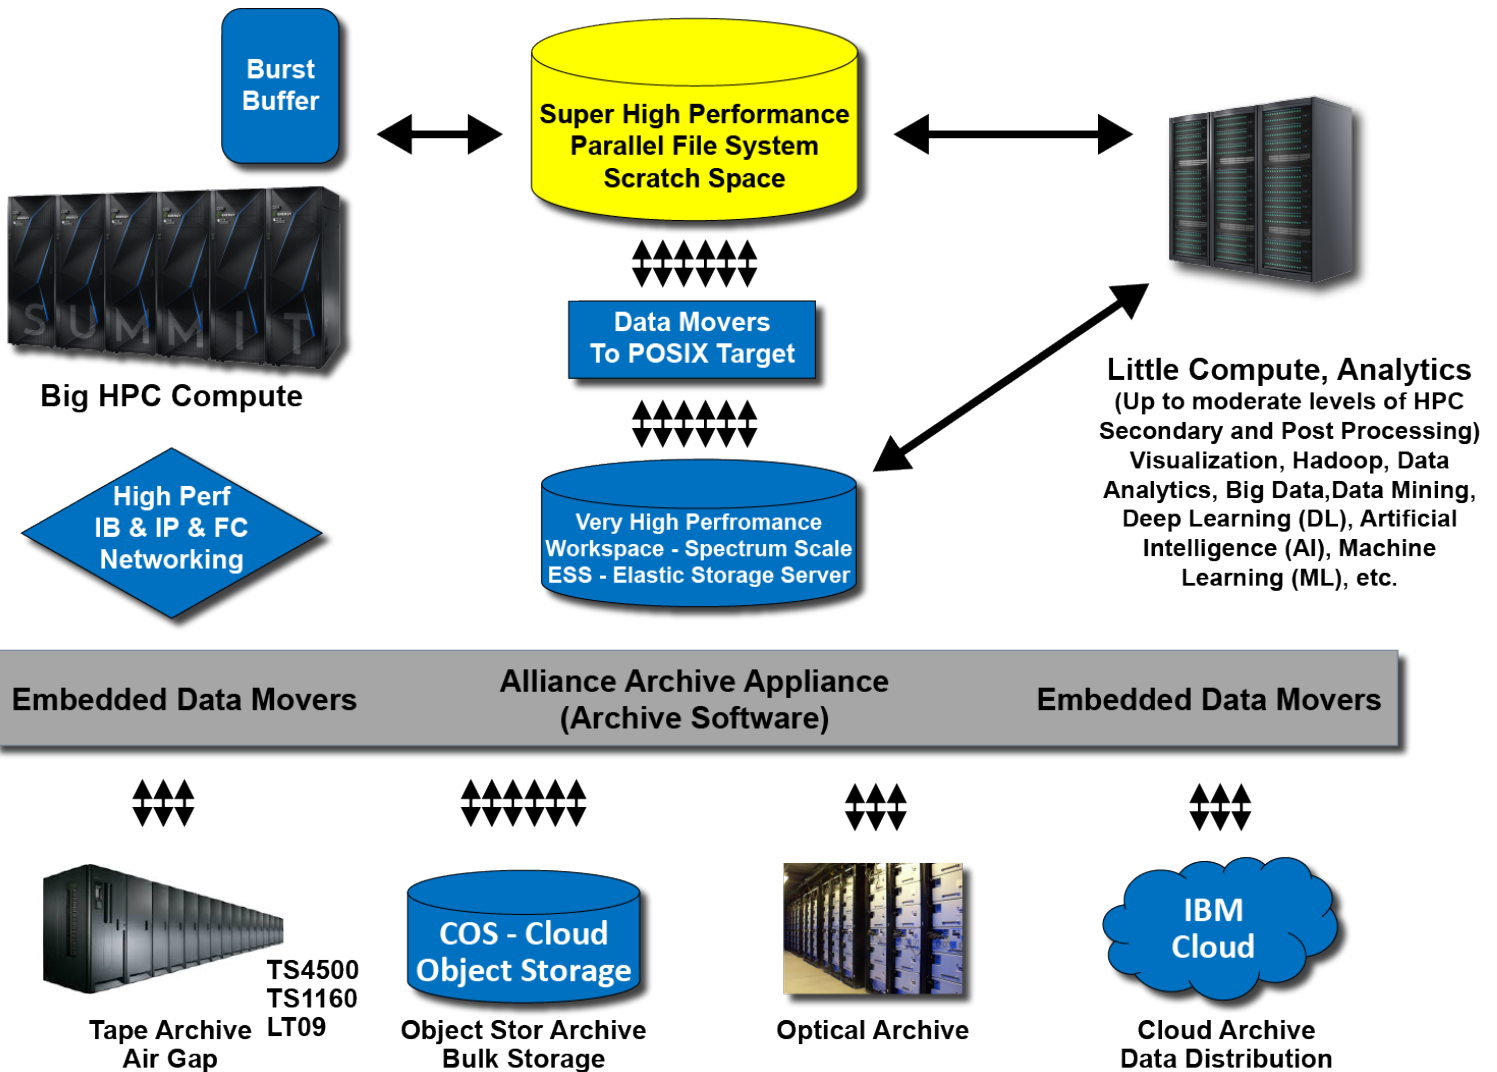 Burst
Buffer
Super High Performance
Parallel File System
Scratch Space
SUMMIT
Big HPC Compute
Data Movers
To POSIX Target
Little Compute, Analytics
(Up to moderate levels of HPC
Secondary and Post Processing)
Visualization, Hadoop, Data
Analytics, Big Data,Data Mining,
Deep Learning (DL), Artificial
Intelligence (AI), Machine
Learning (ML), etc.
High Perf
IB & IP & FC
Networking
Very High Perfromance
Workspace - Spectrum Scale
ESS - Elastic Storage Server
Embedded Data Movers
Alliance Archive Appliance
(Archive Software)
Embedded Data Movers
TS4500
TS1160
LT09
Tape Archive
Air Gap
COS - Cloud
Object Storage
Object Stor Archive
Bulk Storage
Optical Archive
IBM
Cloud
Cloud Archive
Data Distribution